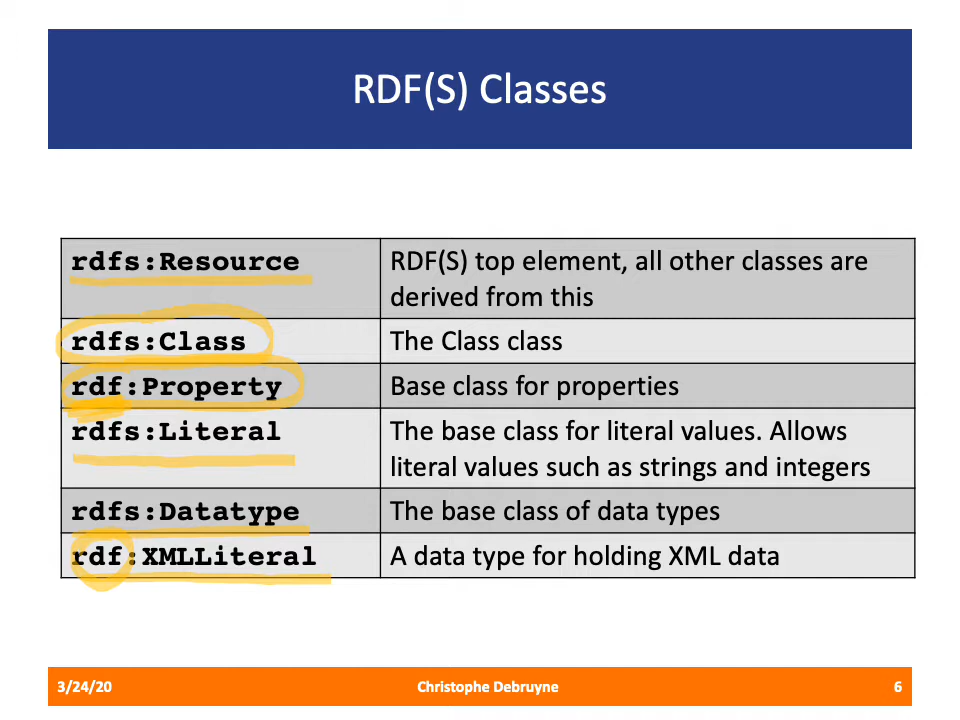 RDF(S) Classes
rdfs:Resource
RDF(S) top element, all other classes are
derived from this
rdfs:Class
The Class class
rdf:Property
Base class for properties
rdfs:Literal
The base class for literal values. Allows
literal values such as strings and integers
rdfs:Datatype
The base class of data types
rdf:XMLLiteral
A data type for holding XML data
3/24/20
Christophe Debruyne
6